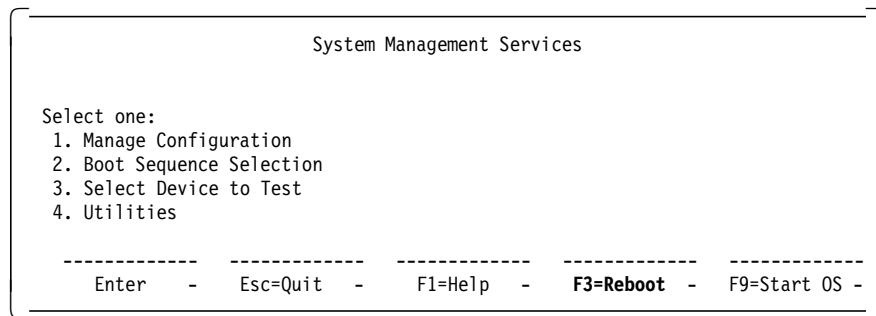 System Management Services
Select one:
1. Manage Configuration
2. Boot Sequence Selection
3. Select Device to Test
4. Utilities
------------- ------------- ------------- ------------- -------------
Enter - Esc=Quit - F1=Help - F3=Reboot - F9=Start OS -